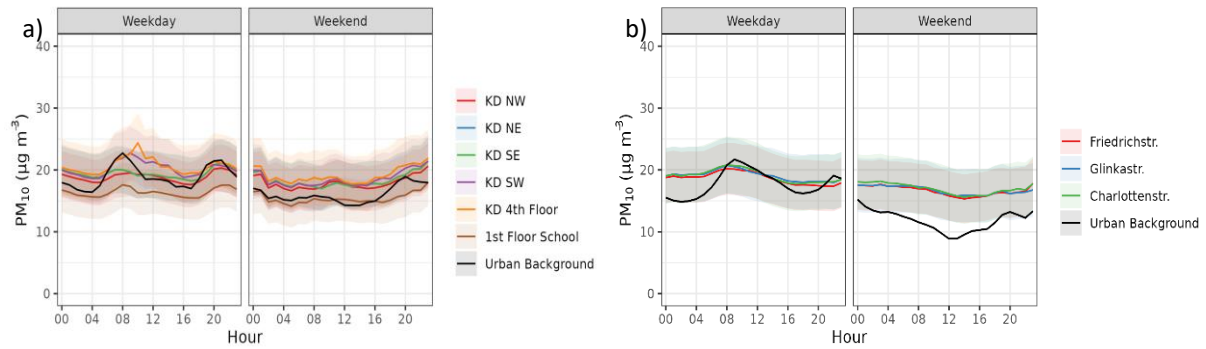 a)
Weekday Weekend
40
30
20
10
0
PM10 (µg m-3)
00 04 08 12 16 20 00 04 08 12 16 20
Hour
KD NW
KD NE
KD SE
KD SW
KD 4th Floor
1st Floor School
Urban Background
b)
Weekday Weekend
40
30
20
10
0
PM10 (µg m-3)
00 04 08 12 16 20 00 04 08 12 16 20
Hour
Friedrichstr.
Glinkastr.
Charlottenstr.
Urban Background